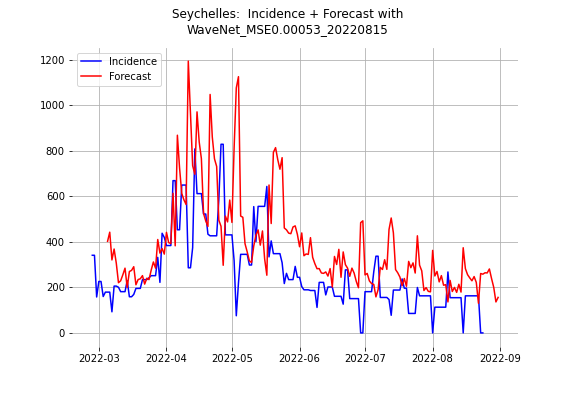 Seychelles:  Incidence + Forecast with
WaveNet_MSE0.00053_20220815
Incidence
Forecast
1200
1000
800
600
400
200
0
2022-03 2022-04 2022-05 2022-06 2022-07 2022-08 2022-09